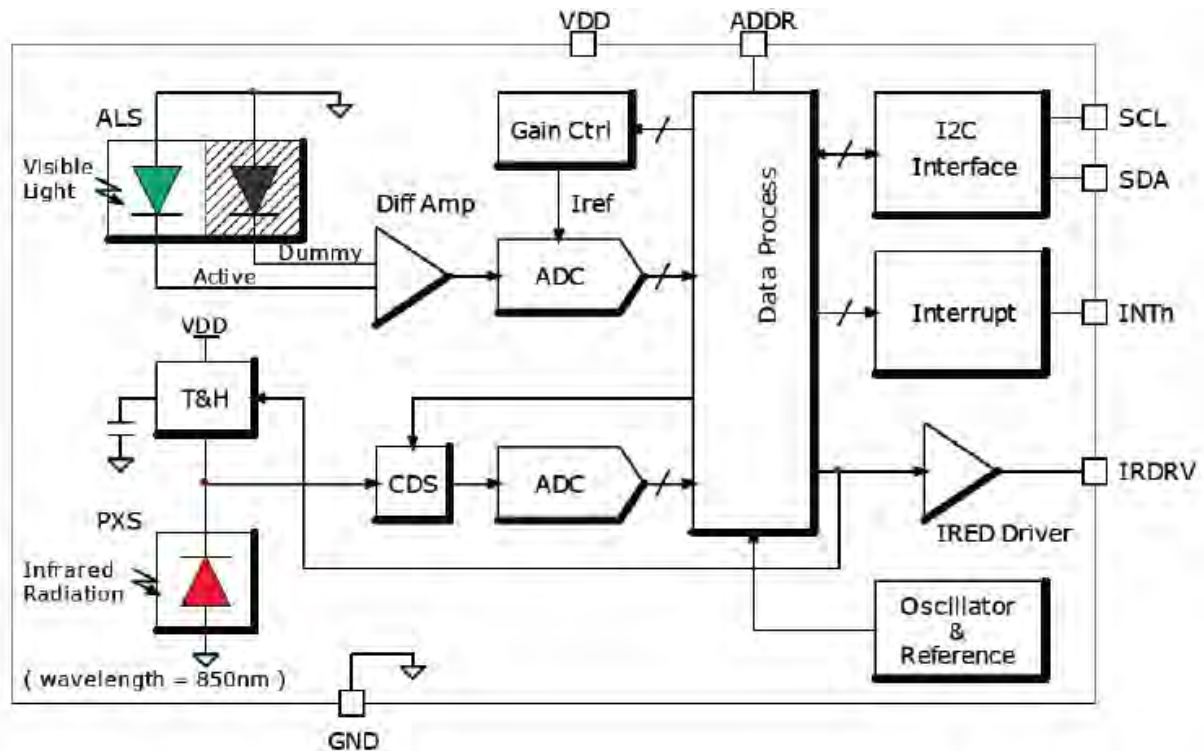 VDD
ADDR
ALS
Visible
Light
Gain Ctrl
I2C
Interface
SCL
SDA
Diff Amp
Iref
Dummy
Active
ADC
Data Process
Interrupt
INTn
VDD
T&H
CDS
ADC
IRDRV
IRED Driver
PXS
Infrared
Radiation
Oscillator
&
Reference
( wavelength = 850nm )
GND